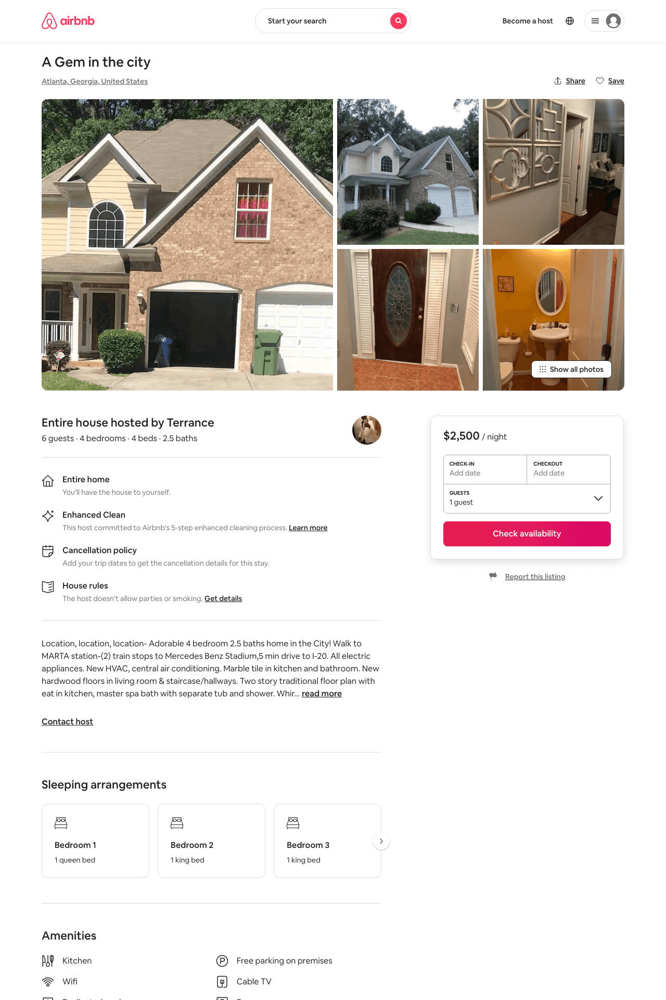 airbnb
Start your search
Become a host
A Gem in the city
Atlanta, Georgia, United States
Share
Save
Show all photos
Entire house hosted by Terrance
6 guests · 4 bedrooms · 4 beds · 2.5 baths
$2,500 / night
CHECK-IN
Add date
CHECKOUT
Add date
GUESTS
1 guest
Check availability
Report this listing
Entire home
You'll have the house to yourself.
Enhanced Clean
This host committed to Airbnb's 5-step enhanced cleaning process. Learn more
Cancellation policy
Add your trip dates to get the cancellation details for this stay.
House rules
The host doesn't allow parties or smoking. Get details
Location, location, location- Adorable 4 bedroom 2.5 baths home in the City! Walk to
MARTA station-(2) train stops to Mercedes Benz Stadium,5 min drive to I-20. All electric
appliances. New HVAC, central air conditioning. Marble tile in kitchen and bathroom. New
hardwood floors in living room & staircase/hallways. Two story traditional floor plan with
eat in kitchen, master spa bath with separate tub and shower. Whir... read more
Contact host
Sleeping arrangements
Bedroom 1
1 queen bed
Bedroom 2
1 king bed
Bedroom 3
1 king bed
Amenities
Kitchen
Free parking on premises
Wifi
Cable TV